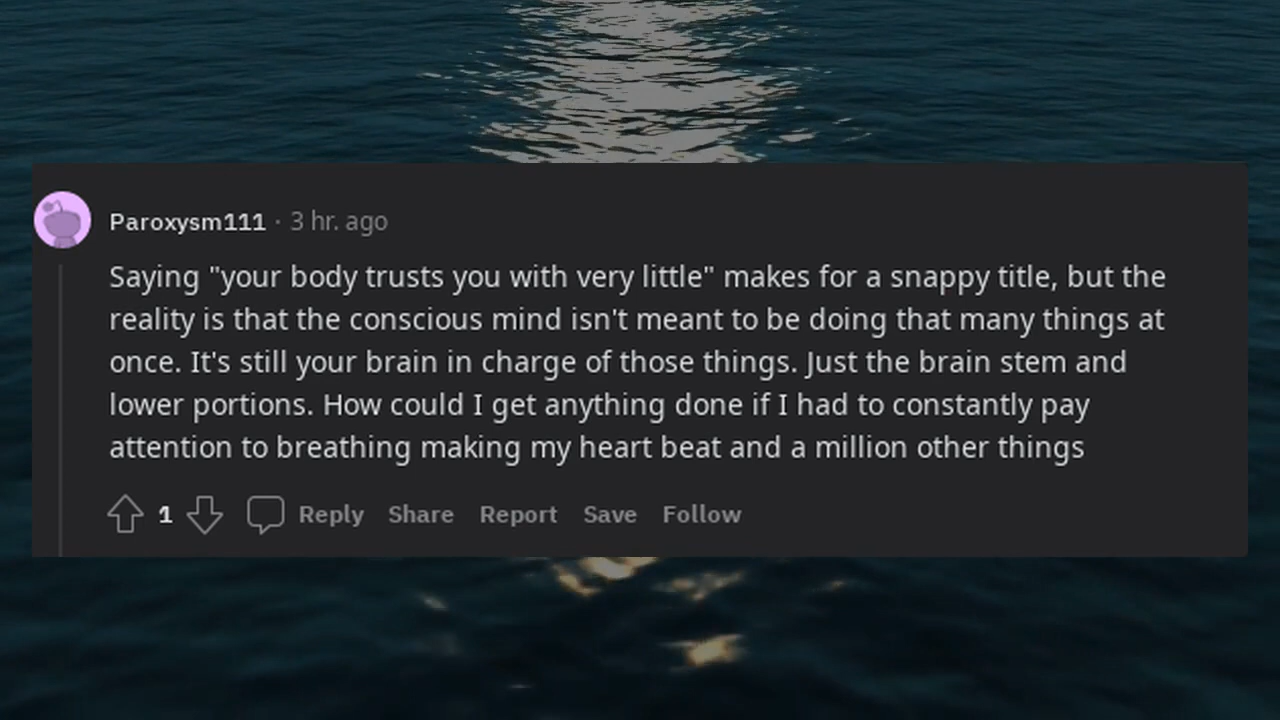 Paroxysm111 · 3 hr. ago
Saying "your body trusts you with very little" makes for a snappy title, but the
reality is that the conscious mind isn't meant to be doing that many things at
once. It's still your brain in charge of those things. Just the brain stem and
lower portions. How could I get anything done if I had to constantly pay
attention to breathing making my heart beat and a million other things
1 Reply Share Report Save Follow